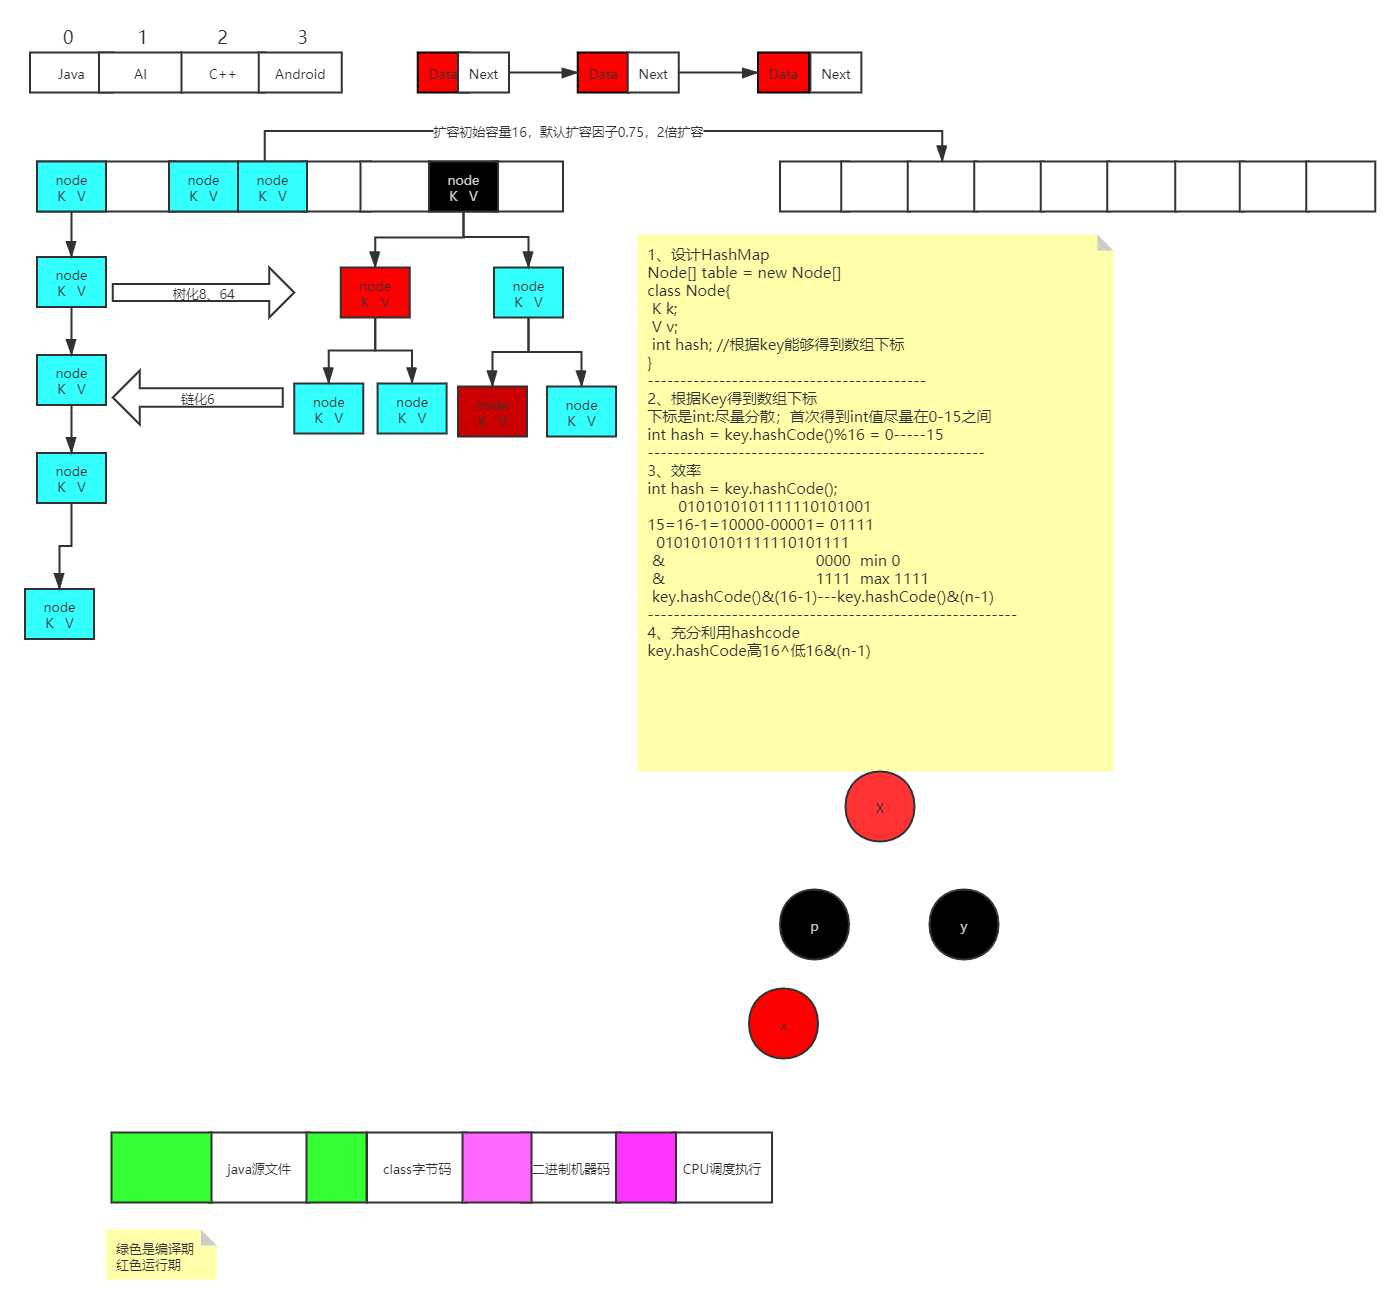 0 1 2 3
Java AI C++ Android
Data Next Data Next Data Next
扩容初始容量16，默认扩容因子0.75，2倍扩容
node node node node
K V K V K V K V
node
K V
树化8、64
node
K V
node
K V
node
K V
链化6
node
K V
node
K V
node
K V
node
K V
node
K V
node
K V
1、设计HashMap
Node[] table = new Node[]
class Node{
K k;
V v;
int hash; //根据key能够得到数组下标
}
-------------------------------------------
2、根据Key得到数组下标
下标是int:尽量分散；首次得到int值尽量在0-15之间
int hash = key.hashCode()%16 = 0-----15
----------------------------------------------------
3、效率
int hash = key.hashCode();
0101010101111110101001
15=16-1=10000-00001= 01111
0101010101111110101111
& 0000 min 0
& 1111 max 1111
key.hashCode()&(16-1)---key.hashCode()&(n-1)
---------------------------------------------------------
4、充分利用hashcode
key.hashCode高16^低16&(n-1)
X
p y
x
java源文件 class字节码 二进制机器码 CPU调度执行
绿色是编译期
红色运行期